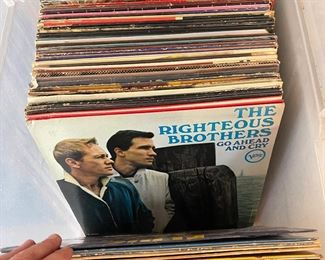 THE
RIGHTEOUS
BROTHERS
GO AHEAD
AND CRY
Verve